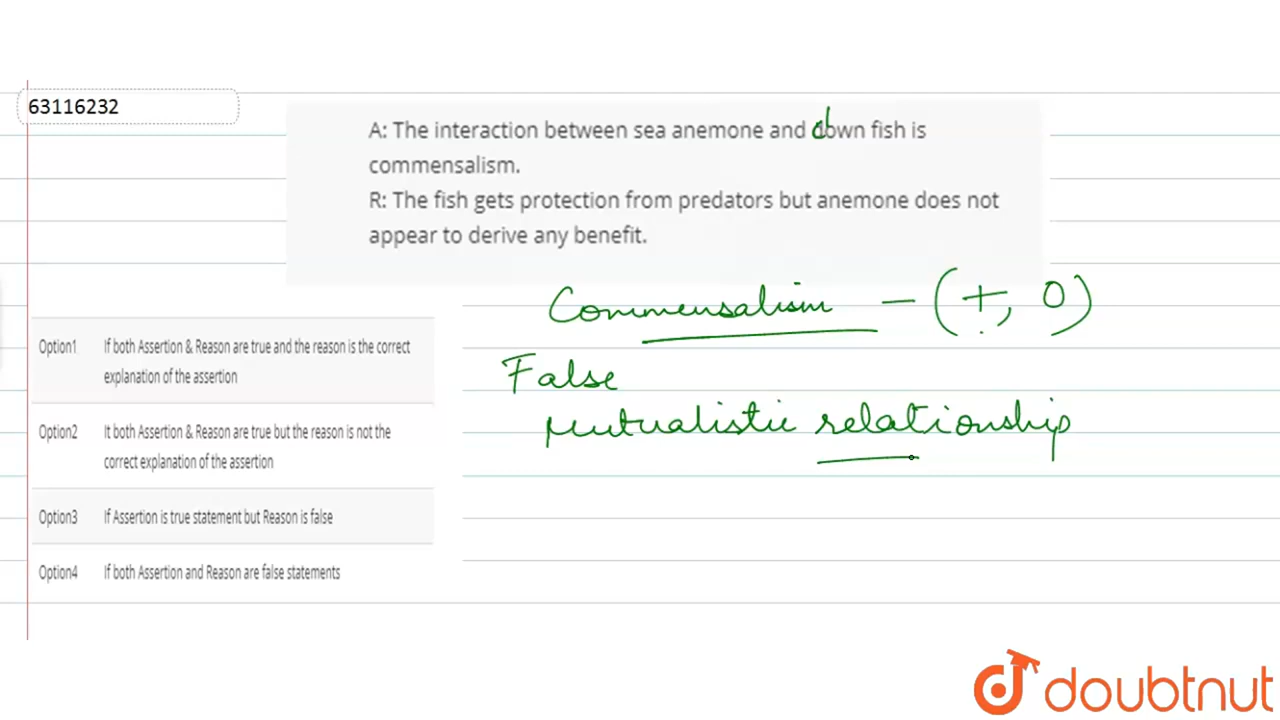 63116232
A: The interaction between sea anemone and clown fish is
commensalism.
R: The fish gets protection from predators but anemone does not
appear to derive any benefit.
Commensalism - (+, 0)
False
Mutualistic relationship
Option1 If both Assertion & Reason are true and the reason is the correct
explanation of the assertion
Option2 It both Assertion & Reason are true but the reason is not the
correct explanation of the assertion
Option3 If Assertion is true statement but Reason is false
Option4 If both Assertion and Reason are false statements
doubtnut